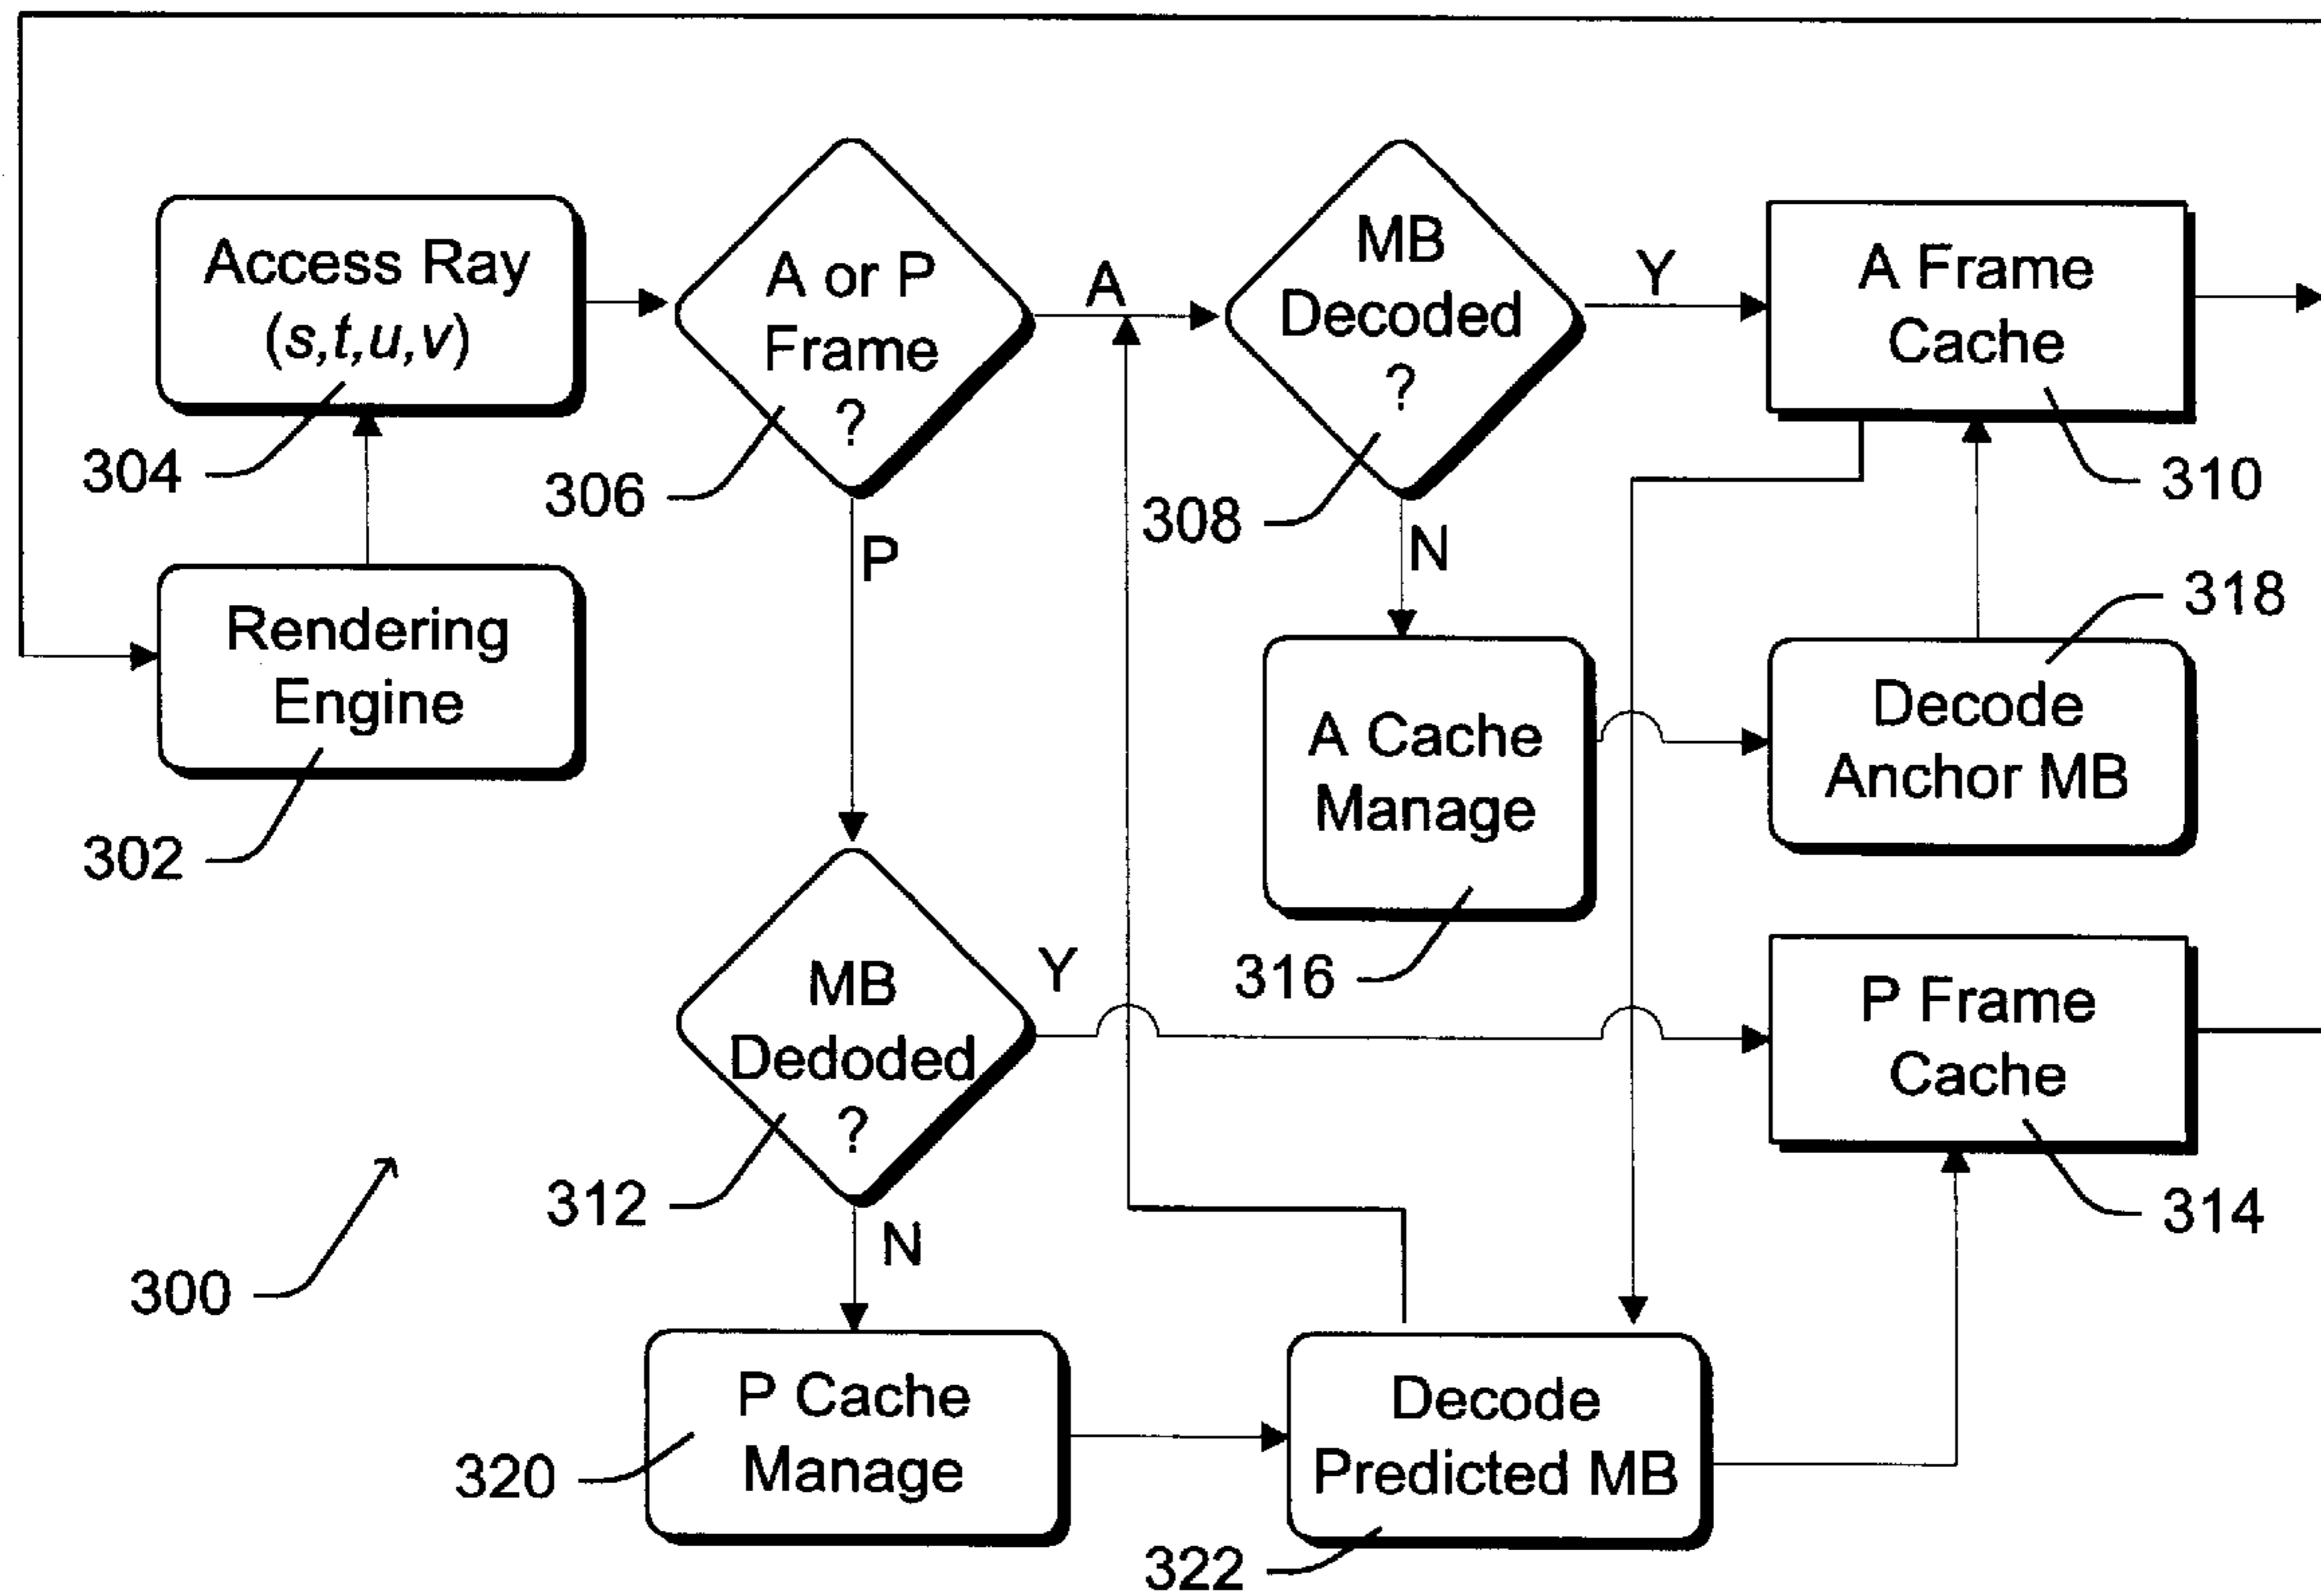 Access Ray
(s,t,u,v)
304
A or P
Frame
?
306
A
MB
Decoded
?
308
Y
A Frame
Cache
310
P
N
Rendering
Engine
302
A Cache
Manage
316
318
Decode
Anchor MB
MB
Dedoded
?
312
Y
P Frame
Cache
314
N
300
P Cache
Manage
320
Decode
Predicted MB
322